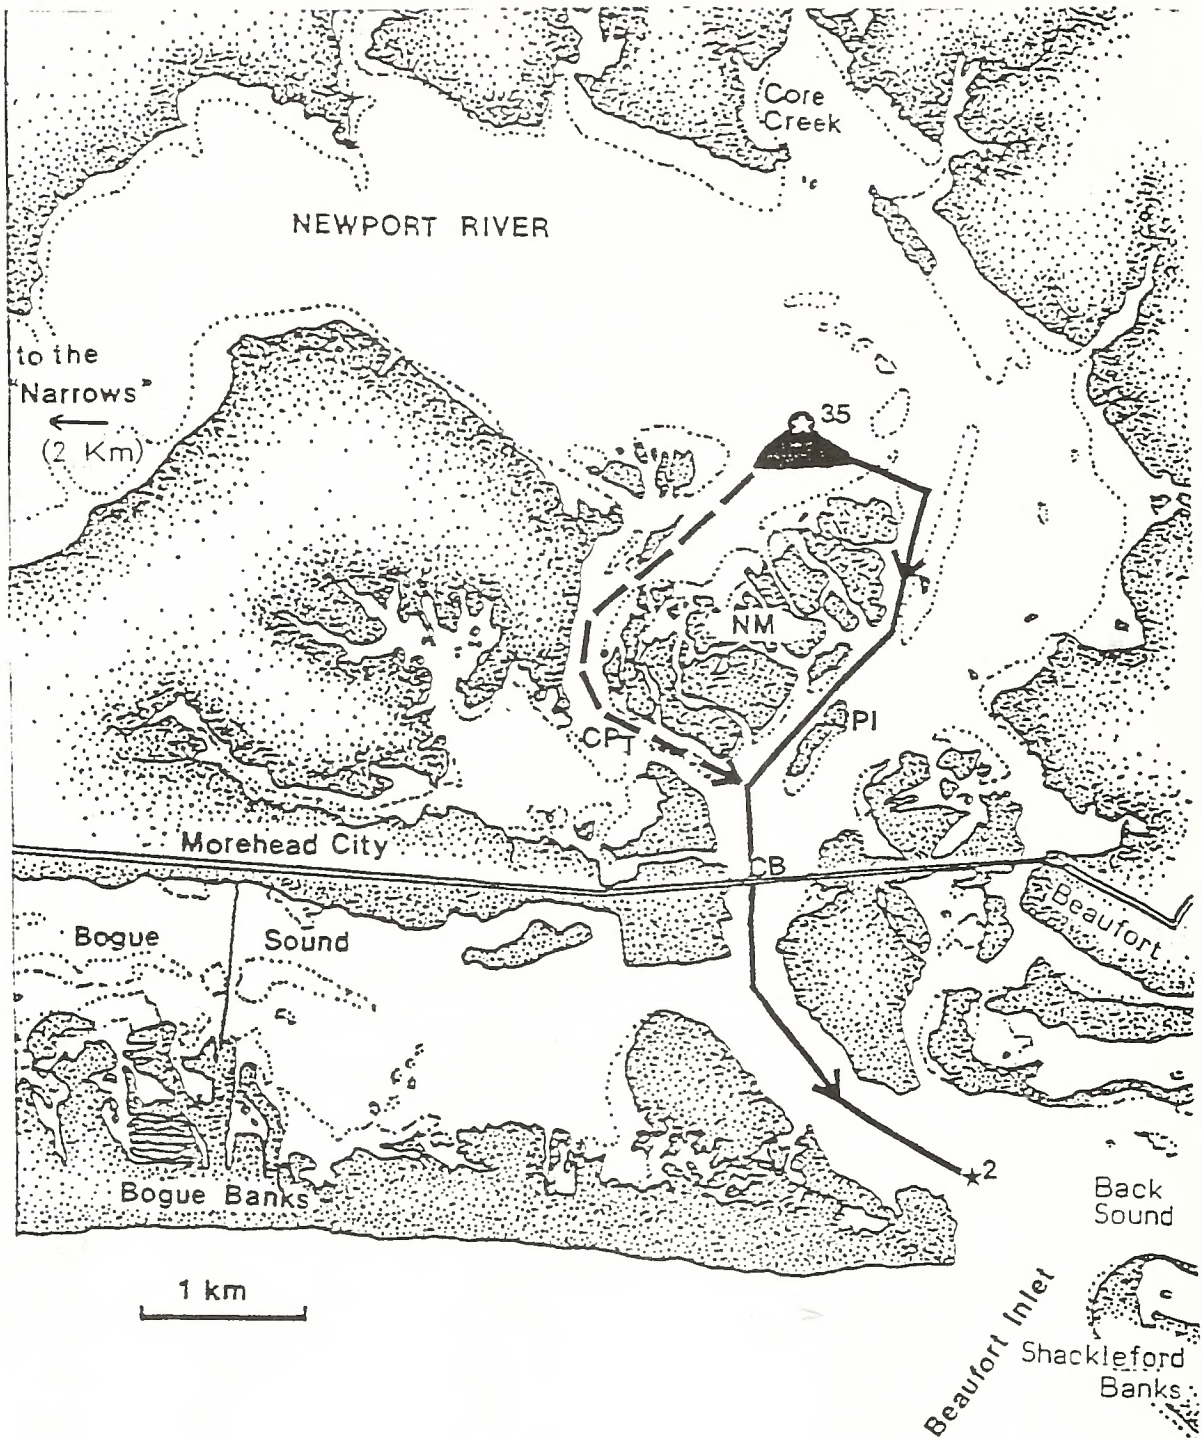 Core
Creek
NEWPORT RIVER
to the
"Narrows"
(2 Km)
35
NM
PI
CPT
Morehead City
CB
Beaufort
Bogue Sound
2
Bogue Banks
Back
Sound
1 km
Beaufort Inlet
Shackleford
Banks